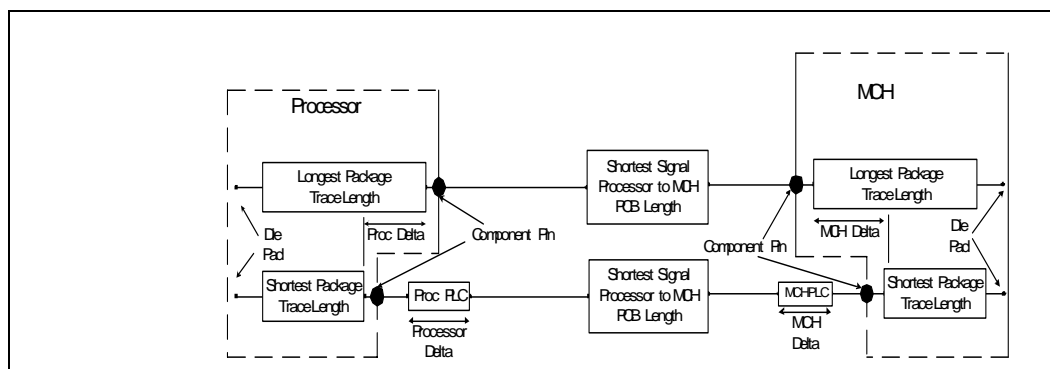 Processor
MCH
Longest Package
Trace Length
Shortest Signal
Processor to MCH
PCB Length
Longest Package
Trace Length
Proc Delta
Component Pin
Component Pin
MCH Delta
Die
Pad
Die
Pad
Shortest Package
Trace Length
Proc PLC
Shortest Signal
Processor to MCH
PCB Length
MCHPLC
Shortest Package
Trace Length
Processor
Delta
MCH
Delta